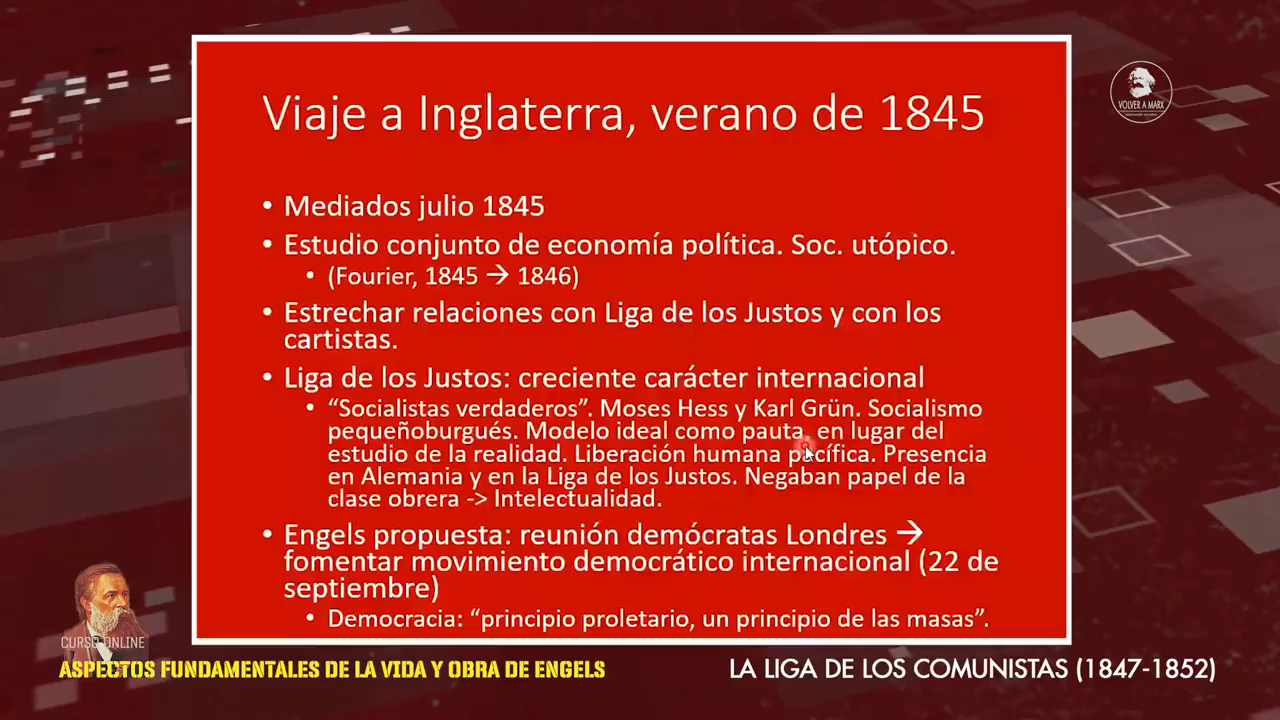 Viaje a Inglaterra, verano de 1845
VOLVER A MARX
• Mediados julio 1845
• Estudio conjunto de economía política. Soc. utópico.
• (Fourier, 1845 → 1846)
• Estrechar relaciones con Liga de los Justos y con los
cartistas.
• Liga de los Justos: creciente carácter internacional
• “Socialistas verdaderos”. Moses Hess y Karl Grün. Socialismo
pequeñoburgués. Modelo ideal como pauta, en lugar del
estudio de la realidad. Liberación humana pacífica. Presencia
en Alemania y en la Liga de los Justos. Negaban papel de la
clase obrera -> Intelectualidad.
• Engels propuesta: reunión demócratas Londres →
fomentar movimiento democrático internacional (22 de
septiembre)
• Democracia: “principio proletario, un principio de las masas”.
CURSO ONLINE
ASPECTOS FUNDAMENTALES DE LA VIDA Y OBRA DE ENGELS
LA LIGA DE LOS COMUNISTAS (1847-1852)